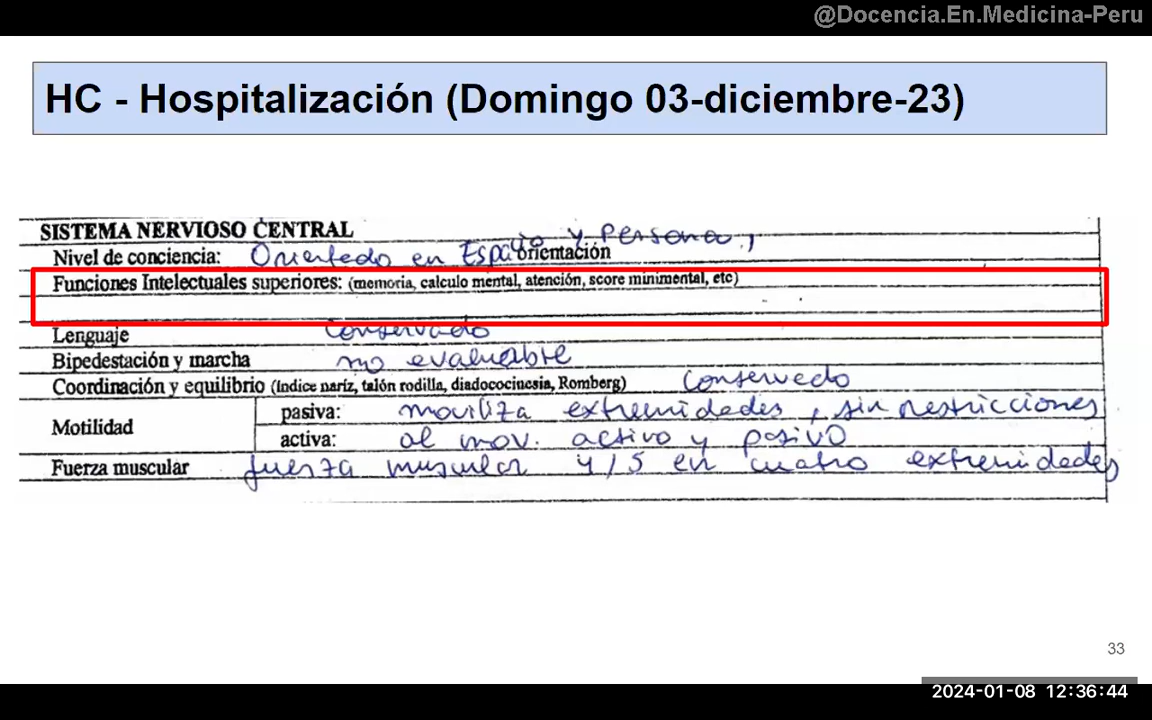 @Docencia.En.Medicina-Peru
HC - Hospitalización (Domingo 03-diciembre-23)
SISTEMA NERVIOSO CENTRAL
Nivel de conciencia: Orientado en Espacio y Persona, orientación
Funciones Intelectuales superiores: (memoria, calculo mental, atención, score minimental, etc)
Lenguaje conservado
Bipedestación y marcha no evaluable
Coordinación y equilibrio (indice naríz, talón rodilla, diadococinesia, Romberg) conservado
Motilidad pasiva: moviliza extremidades, sin restricciones
activa: al mov. activo y pasivo
Fuerza muscular fuerza muscular 4/5 en cuatro extremidades
33
2024-01-08 12:36:44